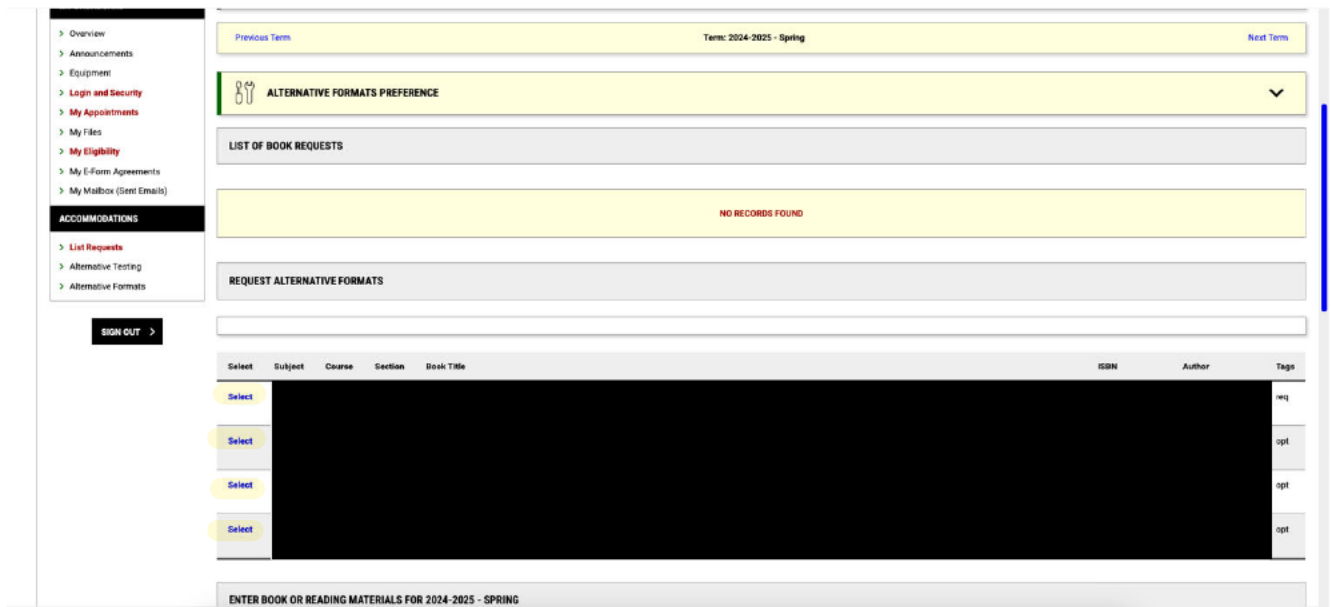 > Overview
> Announcements
> Equipment
> Login and Security
> My Appointments
> My Files
> My Eligibility
> My E-Form Agreements
> My Mailbox (Sent Emails)
ACCOMMODATIONS
> List Requests
> Alternative Testing
> Alternative Formats
SIGN OUT >
Previous Term Term: 2024-2025 - Spring Next Term
ALTERNATIVE FORMATS PREFERENCE
LIST OF BOOK REQUESTS
NO RECORDS FOUND
REQUEST ALTERNATIVE FORMATS
Select Subject Course Section Book Title ISBN Author Tags
Select req
Select opt
Select opt
Select opt
ENTER BOOK OR READING MATERIALS FOR 2024-2025 - SPRING